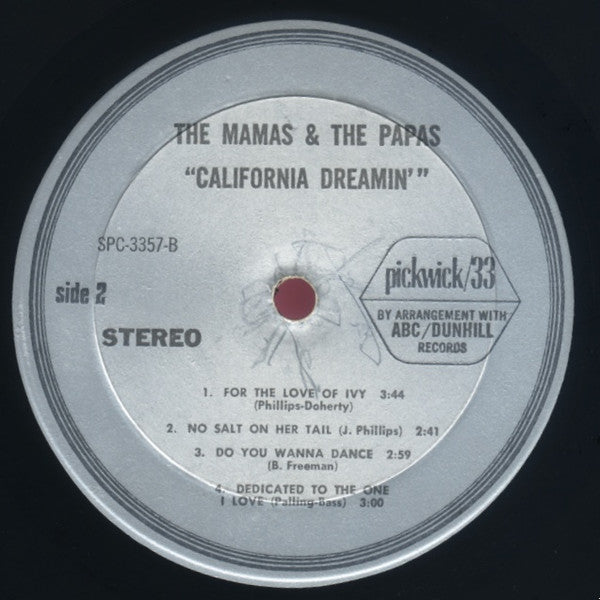 THE MAMAS & THE PAPAS
"CALIFORNIA DREAMIN'"
SPC-3357-B
side 2
STEREO
pickwick/33
BY ARRANGEMENT WITH
ABC/DUNHILL
RECORDS
1. FOR THE LOVE OF IVY 3:44
(Phillips-Doherty)
2. NO SALT ON HER TAIL (J. Phillips) 2:41
3. DO YOU WANNA DANCE 2:59
(B. Freeman)
4. DEDICATED TO THE ONE
I LOVE (Palling-Bass) 3:00